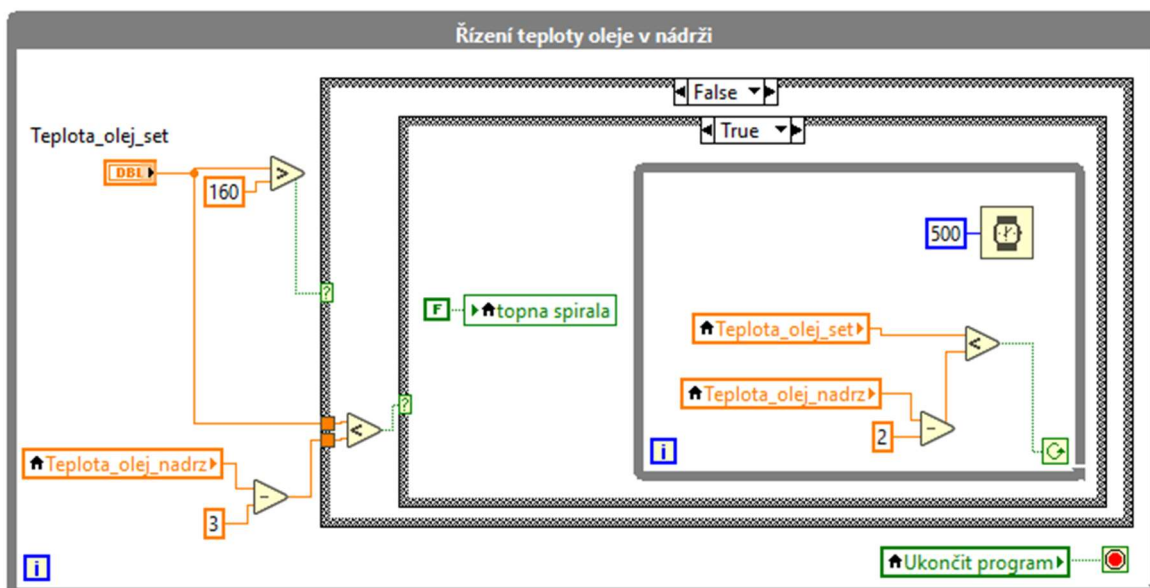 Řízení teploty oleje v nádrži
False
True
Teplota_olej_set
DBL
160
>
500
?
F
topna spirala
Teplota_olej_set
<
?
Teplota_olej_nadrz
2
-
<
Teplota_olej_nadrz
-
3
i
i
Ukončit program